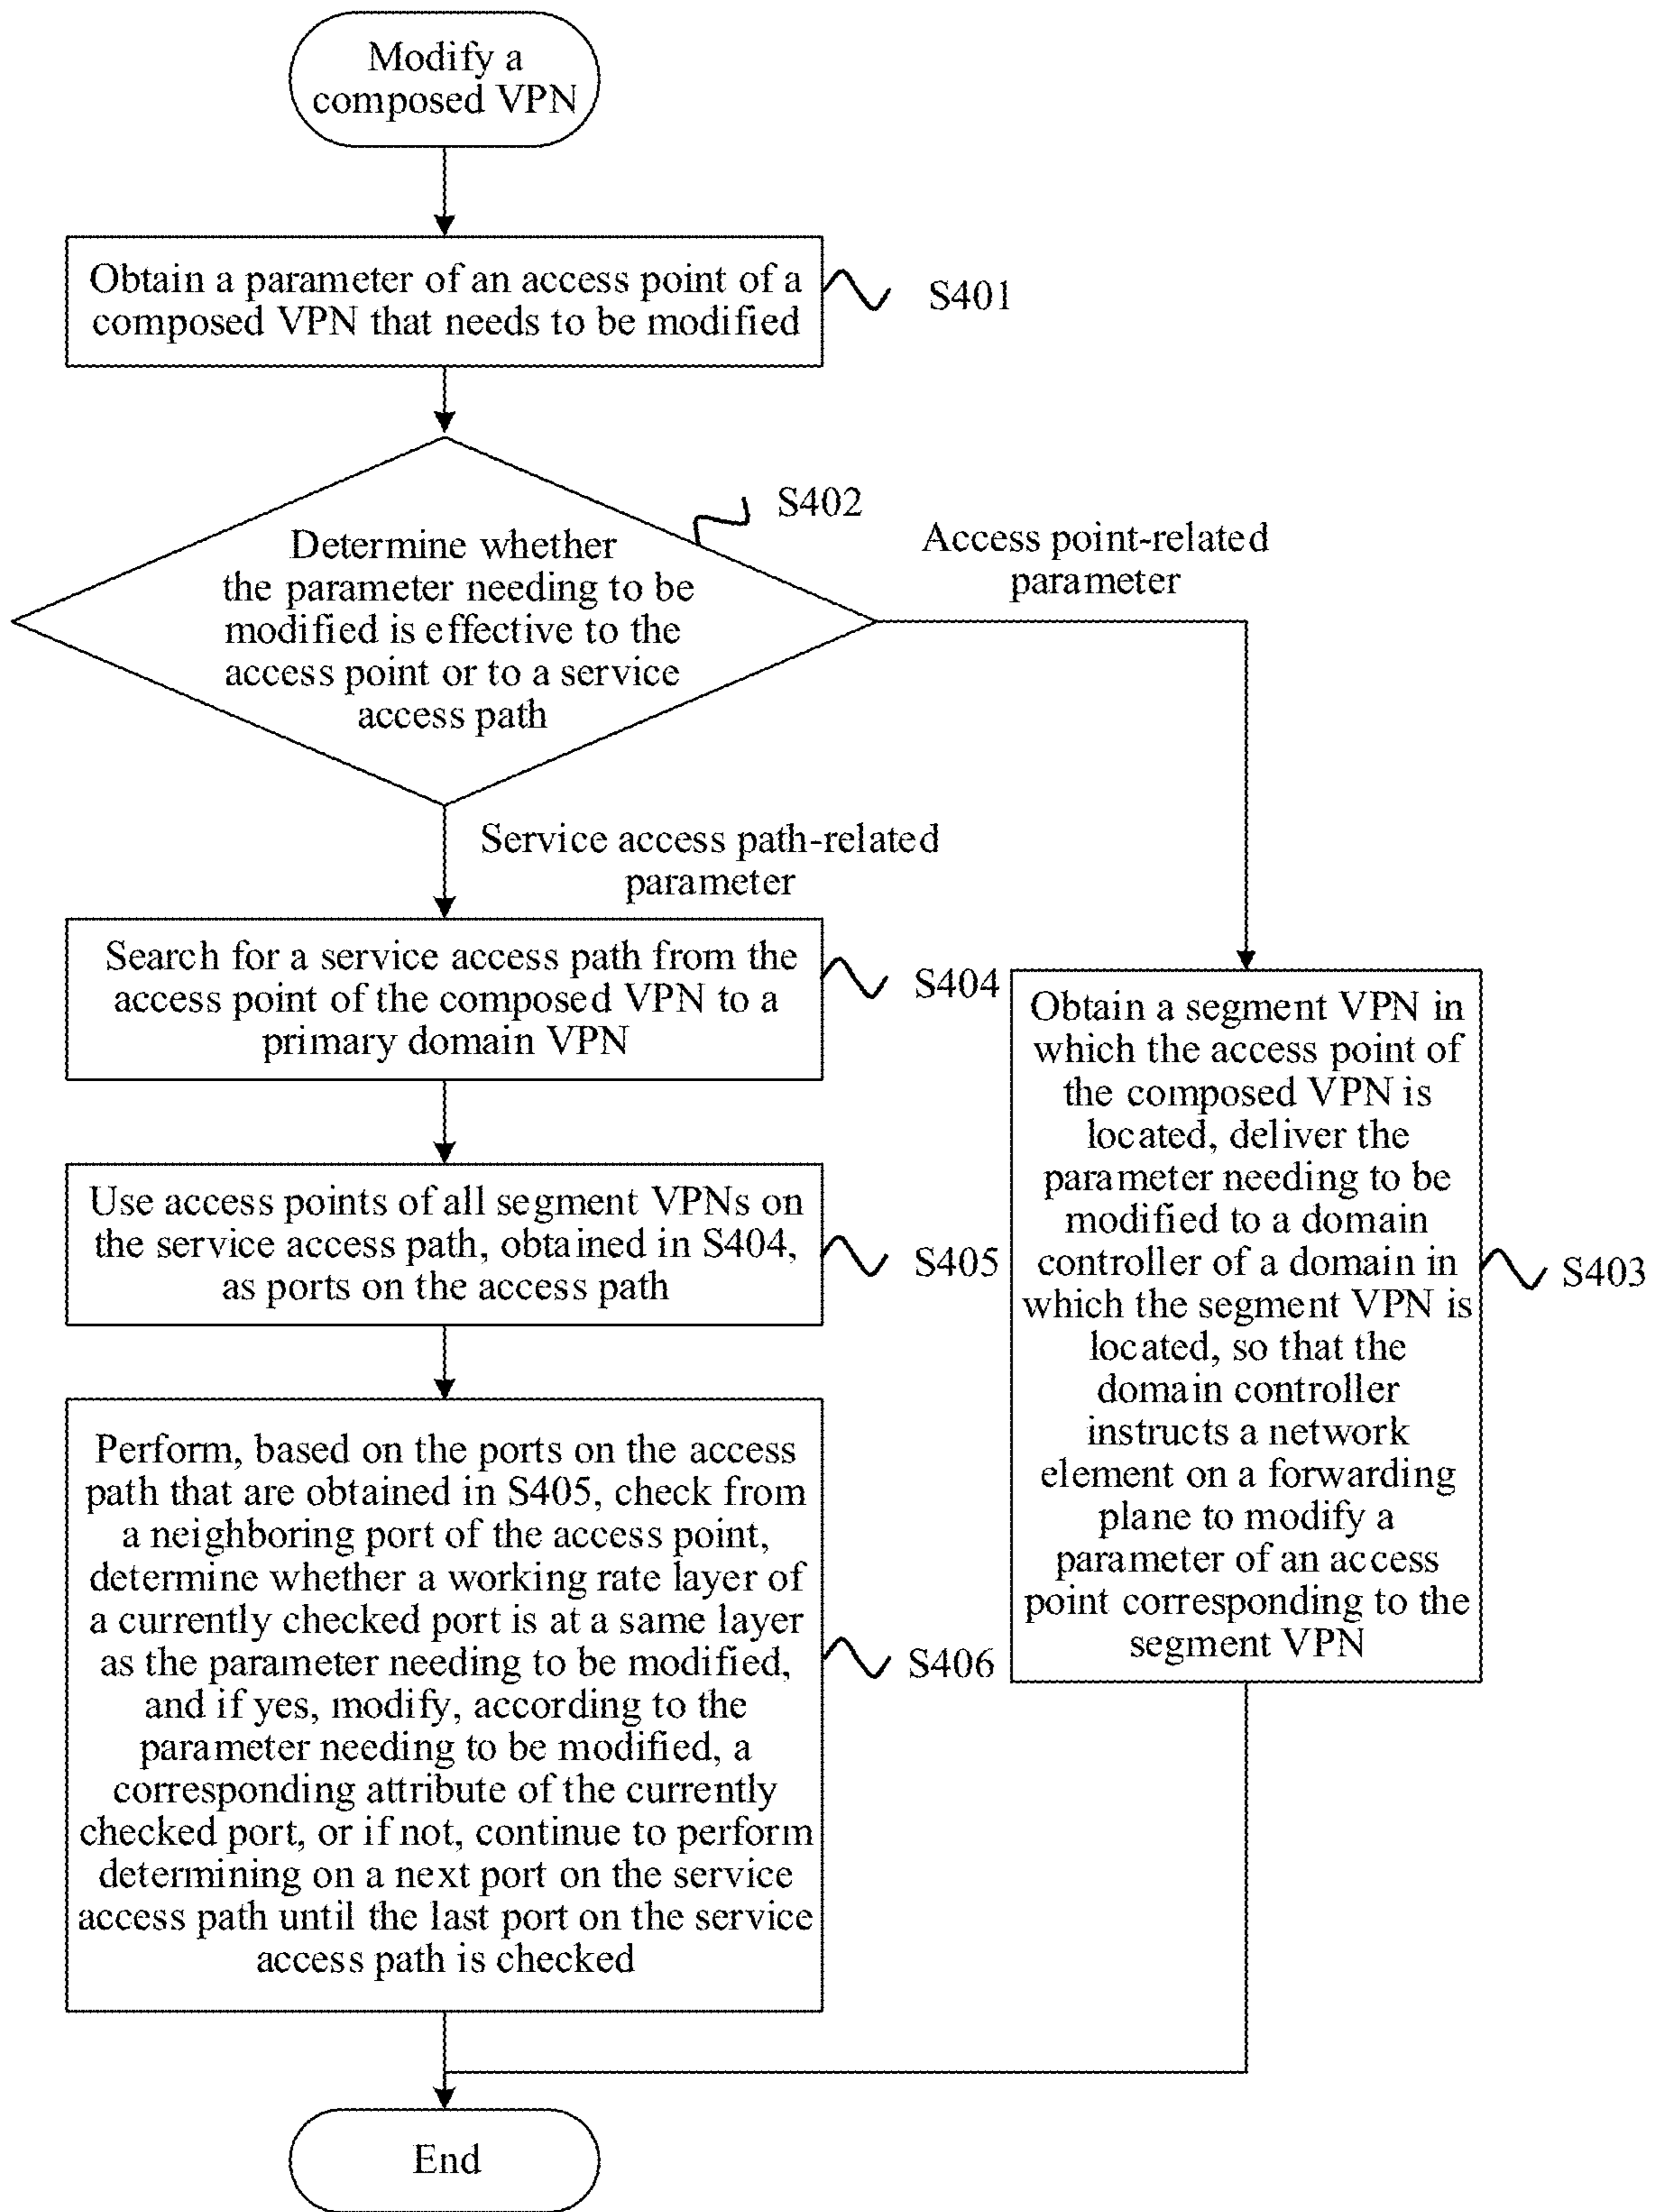 Modify a
composed VPN
Obtain a parameter of an access point of a
composed VPN that needs to be modified
S401
S402
Determine whether
the parameter needing to be
modified is effective to the
access point or to a service
access path
Access point-related
parameter
Service access path-related
parameter
Search for a service access path from the
access point of the composed VPN to a
primary domain VPN
S404
Use access points of all segment VPNs on
the service access path, obtained in S404,
as ports on the access path
S405
Perform, based on the ports on the access
path that are obtained in S405, check from
a neighboring port of the access point,
determine whether a working rate layer of
a currently checked port is at a same layer
as the parameter needing to be modified,
and if yes, modify, according to the
parameter needing to be modified, a
corresponding attribute of the currently
checked port, or if not, continue to perform
determining on a next port on the service
access path until the last port on the service
access path is checked
S406
Obtain a segment VPN in
which the access point of
the composed VPN is
located, deliver the
parameter needing to be
modified to a domain
controller of a domain in
which the segment VPN is
located, so that the
domain controller
instructs a network
element on a forwarding
plane to modify a
parameter of an access
point corresponding to the
segment VPN
S403
End